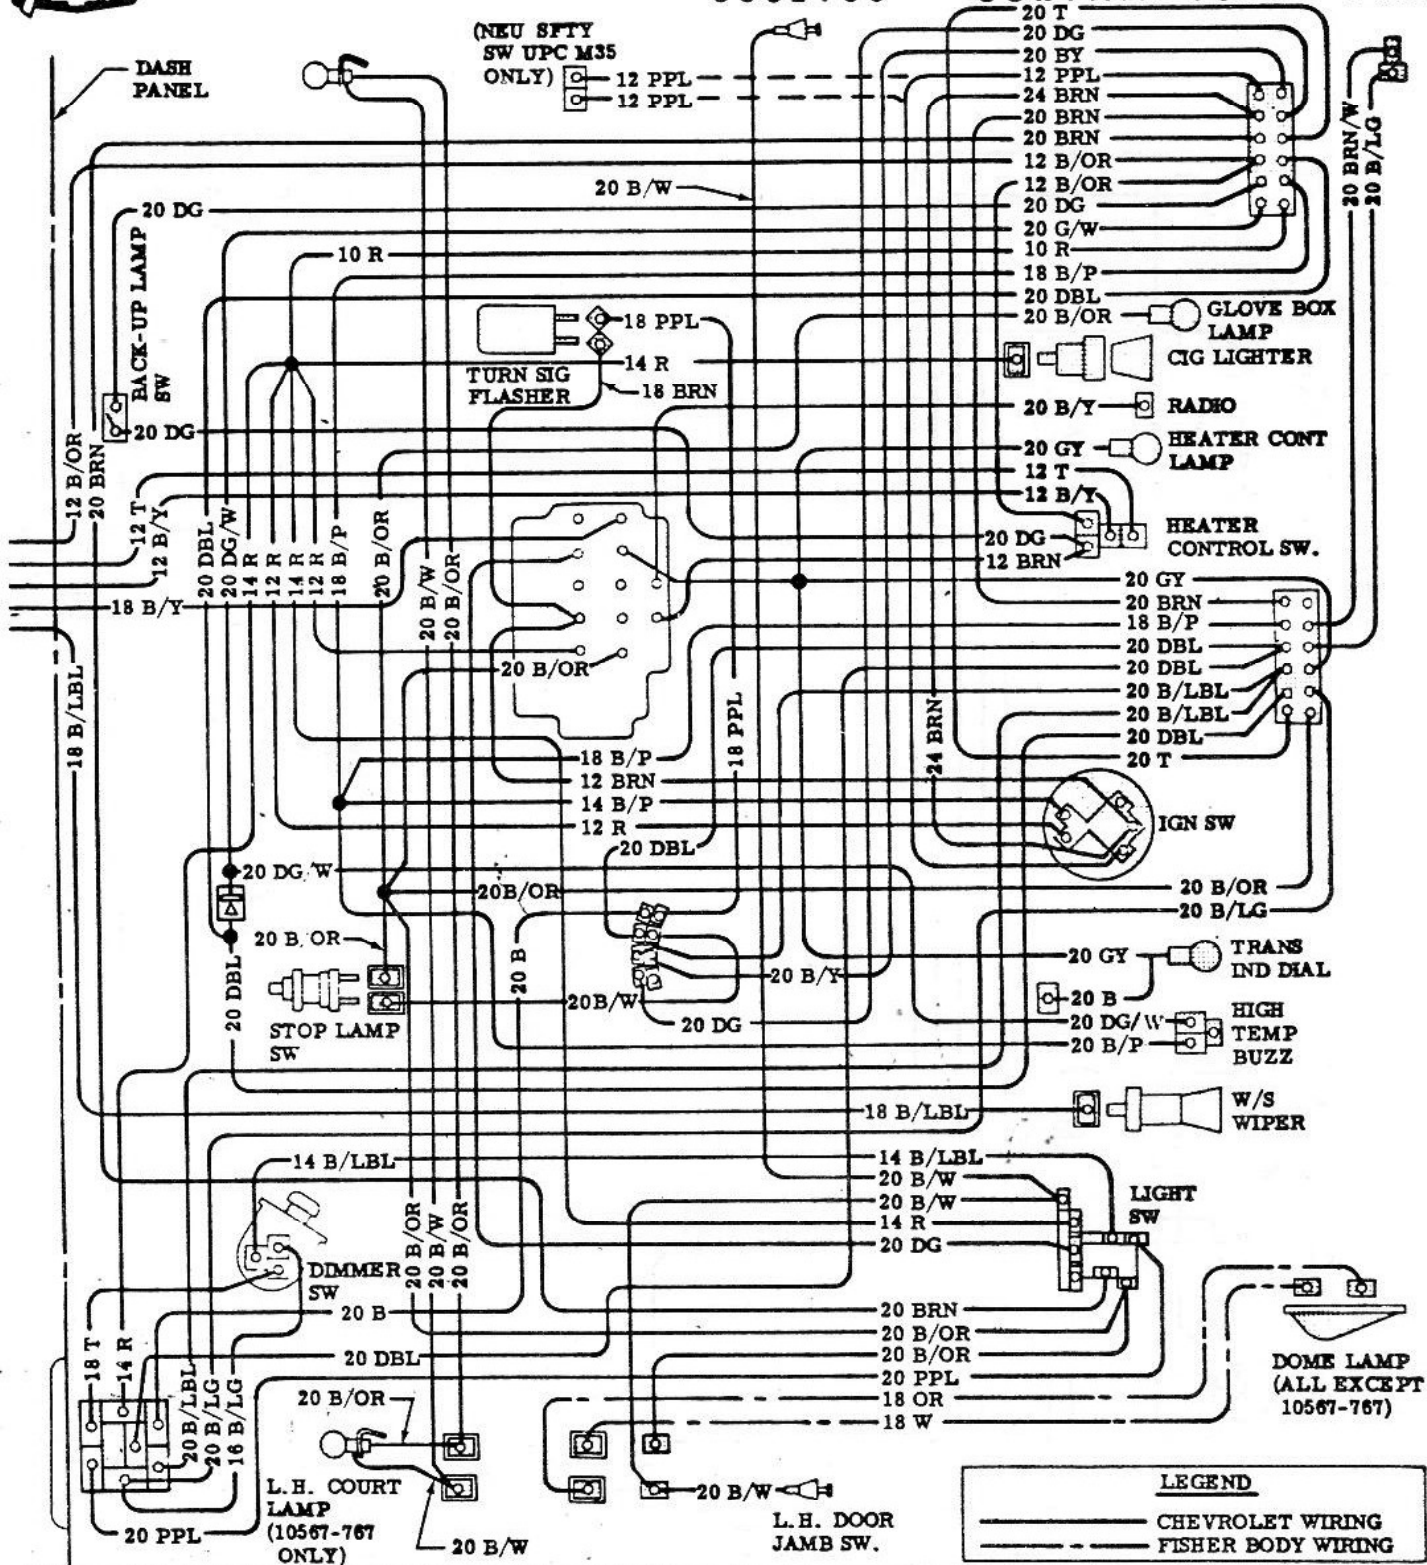 20 T
20 DG
20 BY
12 PPL
24 BRN
20 BRN
20 BRN
12 B/OR
12 B/OR
20 DG
20 G/W
10 R
18 B/P
20 DBL
20 B/OR
(NEU SFTY
SW UPC M35
ONLY)
12 PPL
12 PPL
DASH
PANEL
20 B/W
20 BRN/W
20 B/LG
20 DG
BACK-UP LAMP
SW
10 R
GLOVE BOX
LAMP
18 PPL
14 R
CIG LIGHTER
TURN SIG
FLASHER
18 BRN
20 B/Y
RADIO
20 DG
20 GY
HEATER CONT
LAMP
12 T
12 B/Y
12 B/OR
20 BRN
12 T
12 B/Y
20 DBL
20 DG/W
14 R
12 R
14 R
12 R
18 B/P
20 B/OR
20 B/W
20 B/OR
20 DG
12 BRN
HEATER
CONTROL SW.
18 B/Y
20 GY
20 BRN
18 B/P
20 DBL
20 DBL
20 B/LBL
20 B/LBL
20 DBL
20 T
20 B/OR
18 B/LBL
18 PPL
24 BRN
18 B/P
12 BRN
14 B/P
12 R
IGN SW
20 DBL
20 DG/W
20B/OR
20 B/OR
20 B/LG
20 B/OR
20 B
20 DBL
20 B/Y
20B/W
20 DG
STOP LAMP
SW
20 GY
TRANS
IND DIAL
20 B
20 DG/W
20 B/P
HIGH
TEMP
BUZZ
18 B/LBL
W/S
WIPER
14 B/LBL
14 B/LBL
20 B/W
20 B/W
14 R
20 DG
LIGHT
SW
20 B/OR
20 B/W
20 B/OR
DIMMER
SW
20 B
20 DBL
20 BRN
20 B/OR
20 B/OR
20 PPL
18 OR
18 W
18 T
14 R
20B/LBL
20 B/LG
16 B/LG
20 B/OR
DOME LAMP
(ALL EXCEPT
10567-767)
L.H. COURT
LAMP
(10567-767
ONLY)
20 PPL
20 B/W
20 B/W
L.H. DOOR
JAMB SW.
LEGEND
CHEVROLET WIRING
FISHER BODY WIRING